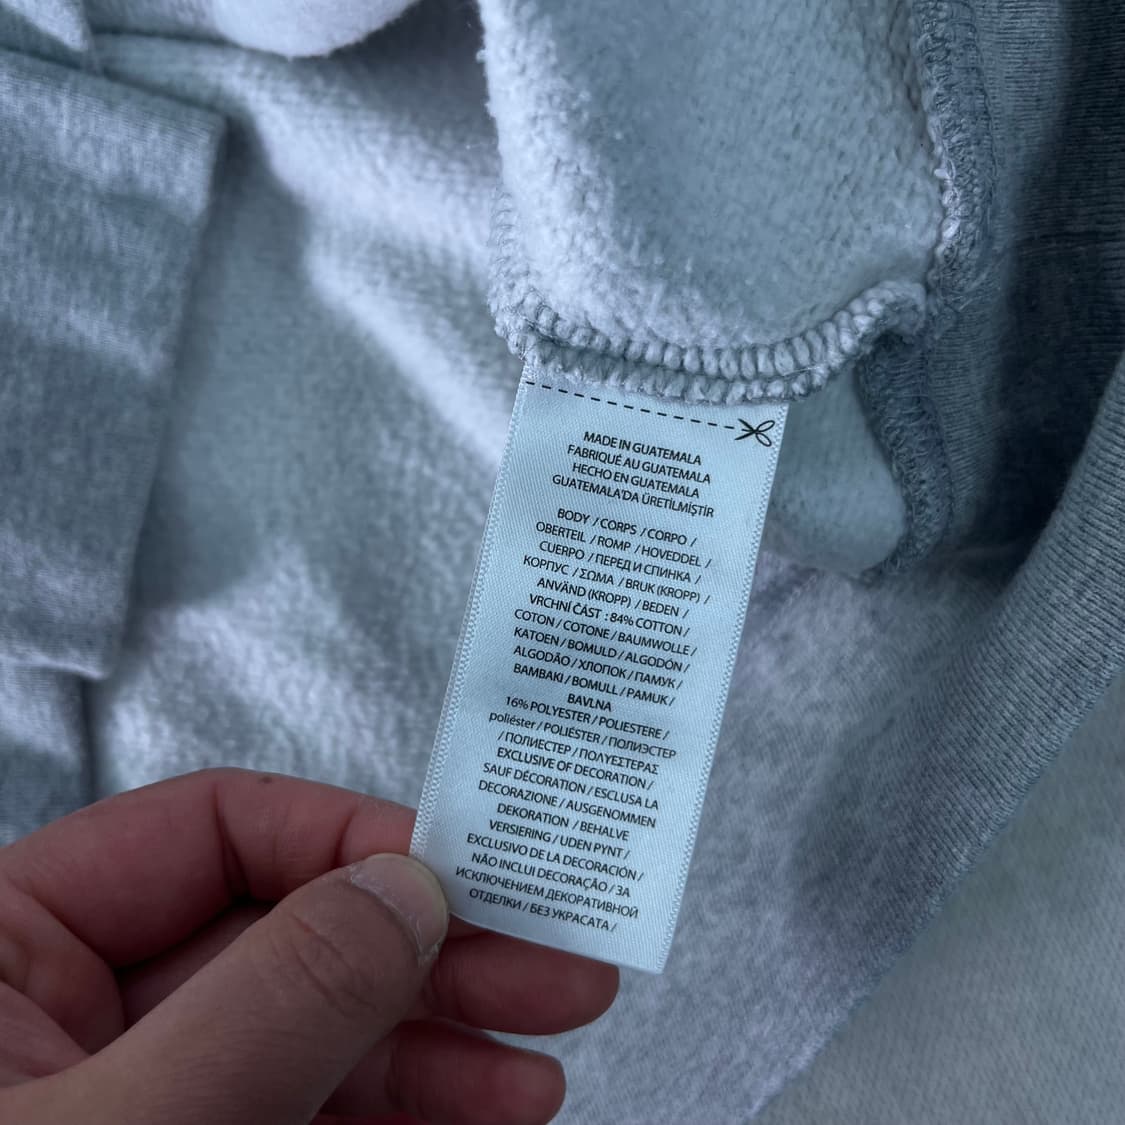 MADE IN GUATEMALA
FABRIQUÉ AU GUATEMALA
HECHO EN GUATEMALA
GUATEMALA'DA ÜRETİLMİŞTİR
BODY / CORPS / CORPO /
OBERTEIL / ROMP / HOVEDDEL /
CUERPO / ПЕРЕД И СПИНКА /
КОРПУС / ΣΩΜΑ / BRUK (KROPP) /
ANVÄND (KROPP) / BEDEN /
VRCHNÍ ČÁST : 84% COTTON /
COTON / COTONE / BAUMWOLLE /
KATOEN / BOMULD / ALGODÓN /
ALGODÃO / ХЛОПОК / ПАМУК /
ΒΑΜΒΑΚΙ / BOMULL / PAMUK /
BAVLNA
16% POLYESTER / POLIESTERE /
poliéster / POLIÉSTER / ПОЛИЭСТЕР
/ ПОЛИЕСТЕР / ΠΟΛΥΕΣΤΕΡΑΣ
EXCLUSIVE OF DECORATION /
SAUF DÉCORATION / ESCLUSA LA
DECORAZIONE / AUSGENOMMEN
DEKORATION / BEHALVE
VERSIERING / UDEN PYNT /
EXCLUSIVO DE LA DECORACIÓN /
NÃO INCLUI DECORAÇÃO / ЗА
ИСКЛЮЧЕНИЕМ ДЕКОРАТИВНОЙ
ОТДЕЛКИ / БЕЗ УКРАСАТА /